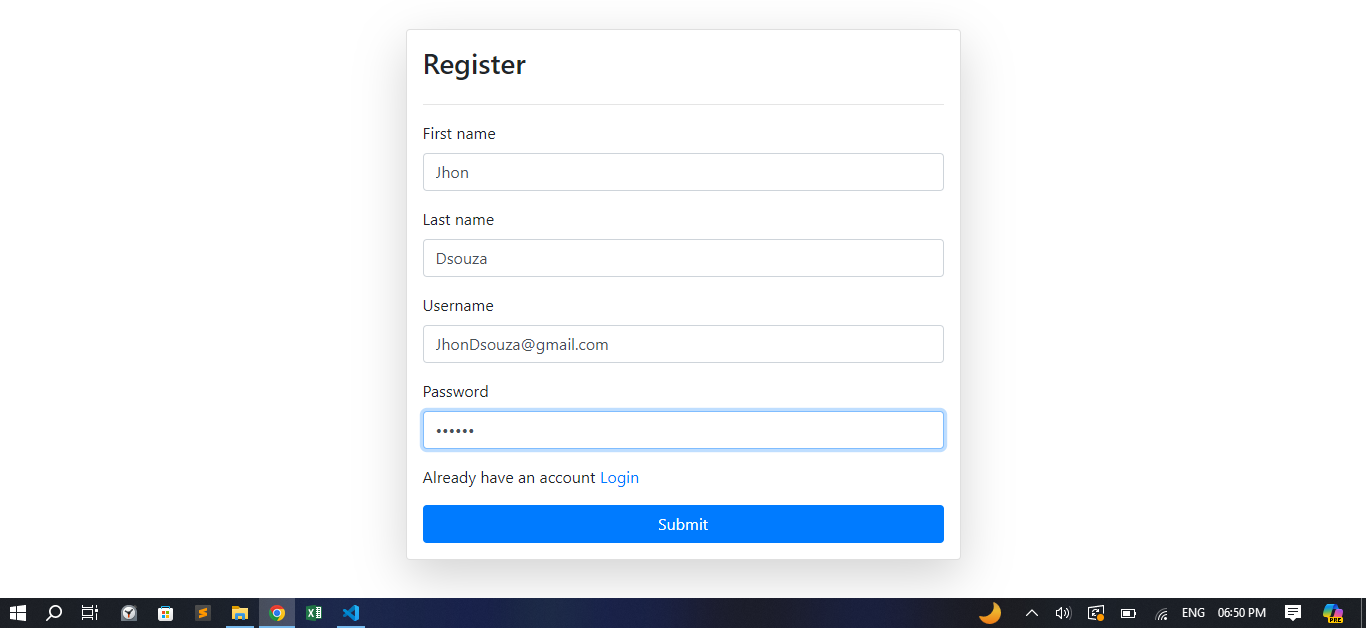 Register
First name
Jhon
Last name
Dsouza
Username
JhonDsouza@gmail.com
Password
••••••
Already have an account Login
Submit
ENG 06:50 PM
PRE